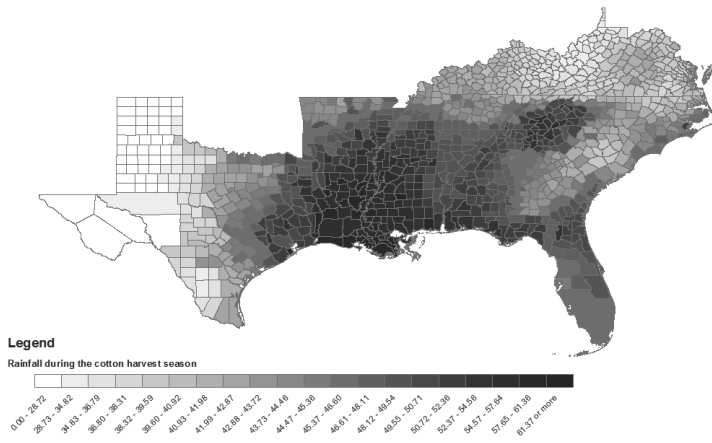 Legend
Rainfall during the cotton harvest season
0.00 - 28.72
28.73 - 34.82
34.83 - 36.79
36.80 - 38.31
38.32 - 39.59
39.60 - 40.92
40.93 - 41.98
41.99 - 42.87
42.88 - 43.72
43.73 - 44.46
44.47 - 45.36
45.37 - 46.60
46.61 - 48.11
48.12 - 49.54
49.55 - 50.71
50.72 - 52.36
52.37 - 54.56
54.57 - 57.64
57.65 - 61.36
61.37 or more